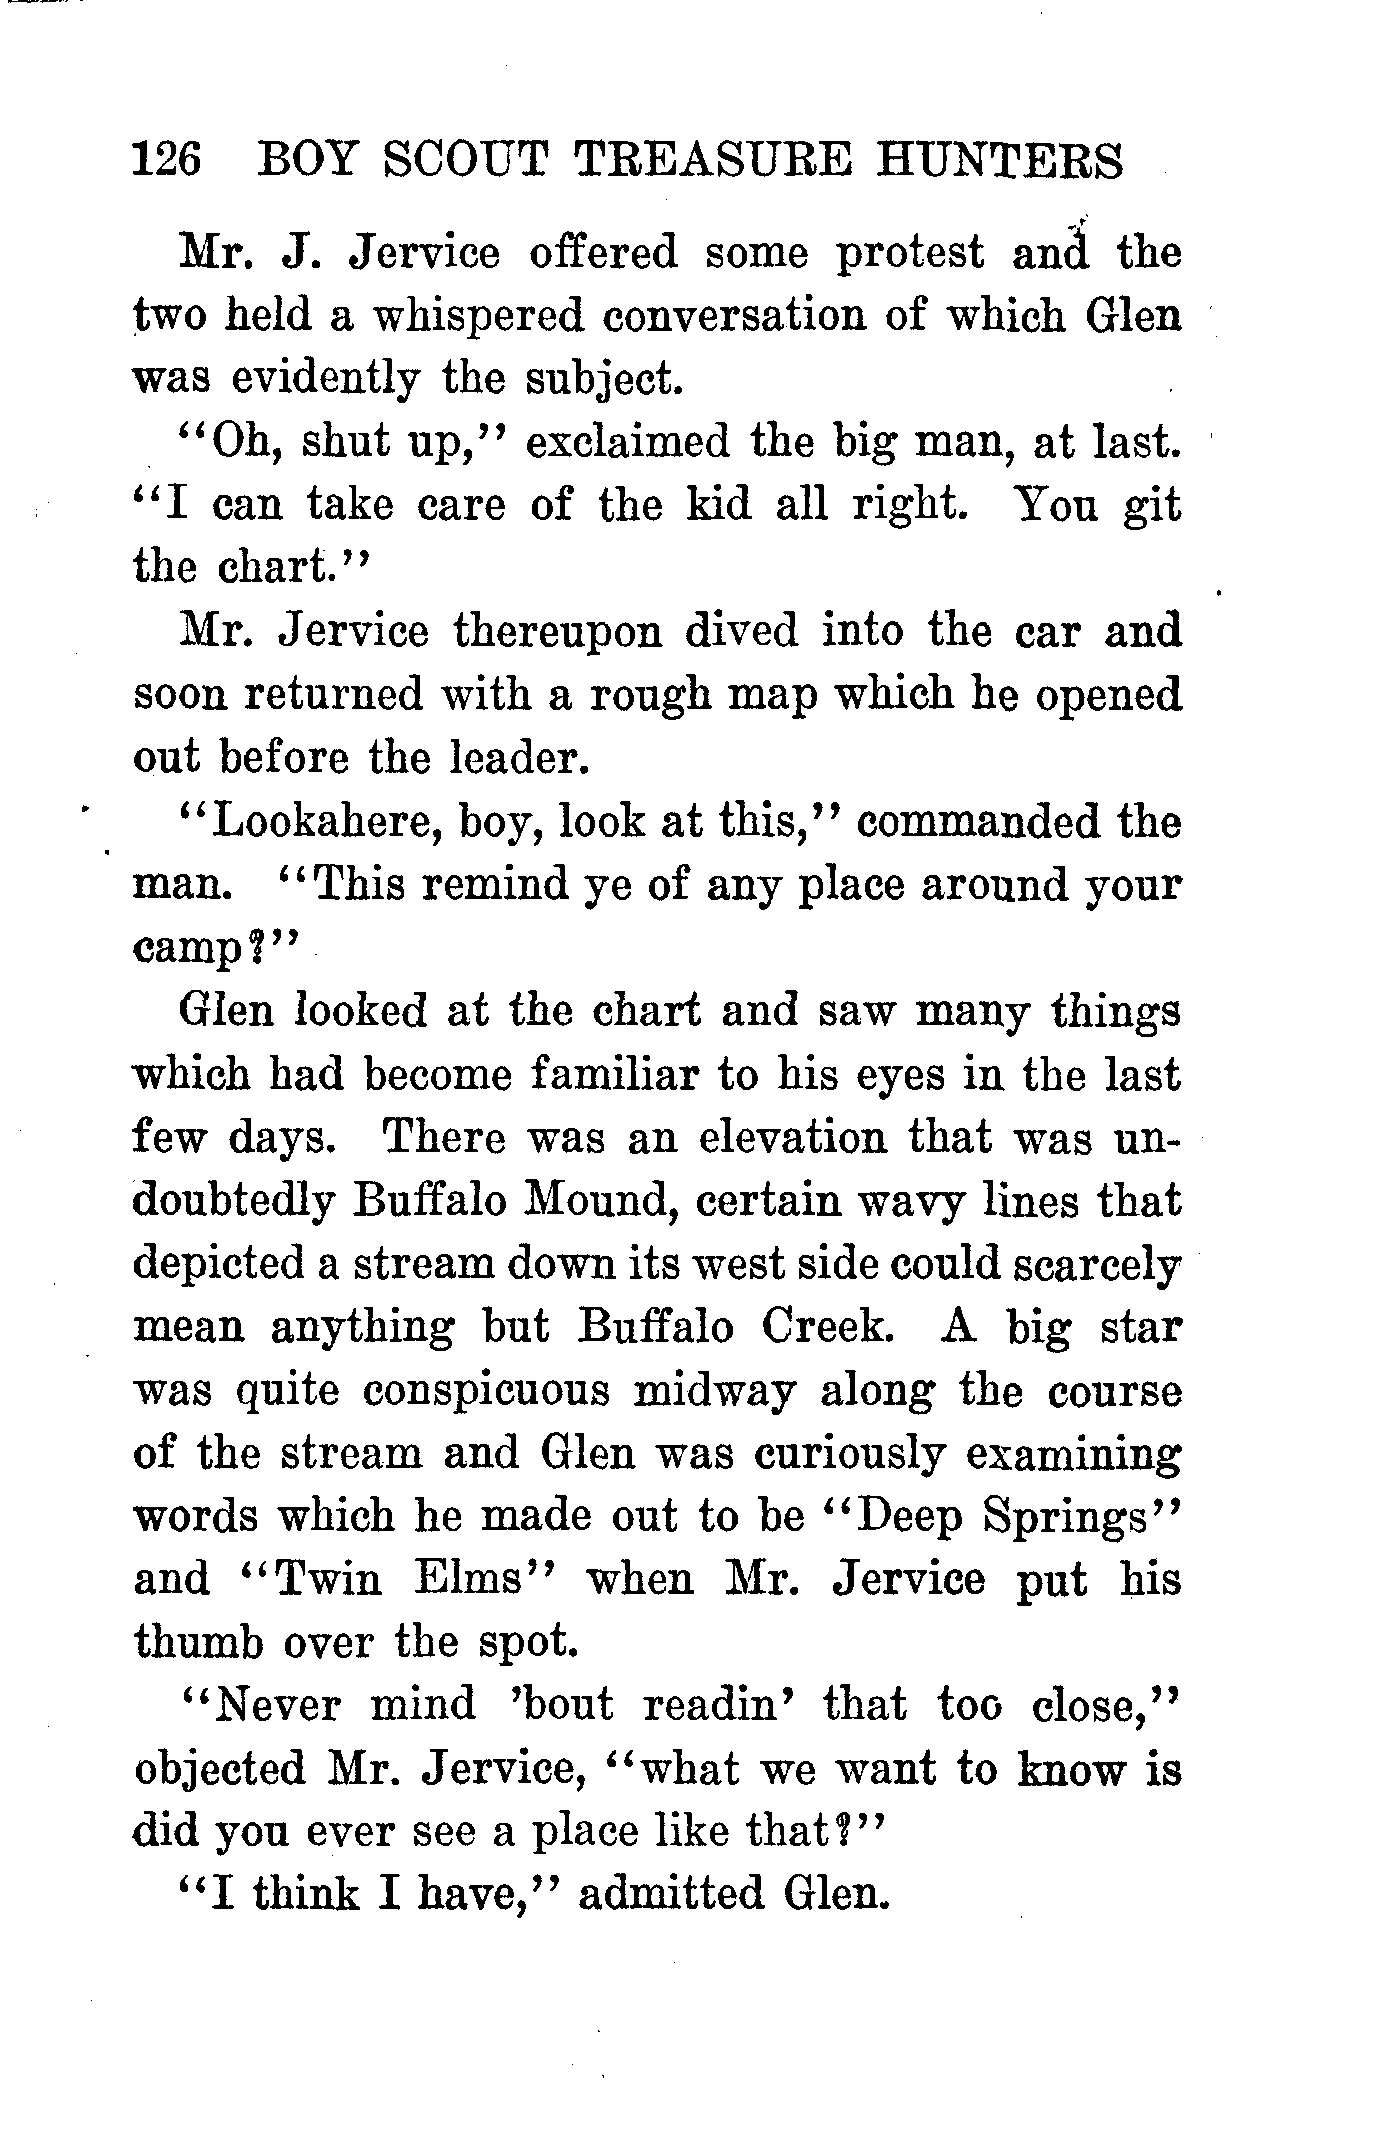 126 BOY SCOUT TREASURE HUNTERS
Mr. J. Jervice offered some protest and the
two held a whispered conversation of which Glen
was evidently the subject.
"Oh, shut up," exclaimed the big man, at last.
"I can take care of the kid all right. You git
the chart."
Mr. Jervice thereupon dived into the car and
soon returned with a rough map which he opened
out before the leader.
"Lookahere, boy, look at this," commanded the
man. "This remind ye of any place around your
camp?"
Glen looked at the chart and saw many things
which had become familiar to his eyes in the last
few days. There was an elevation that was un-
doubtedly Buffalo Mound, certain wavy lines that
depicted a stream down its west side could scarcely
mean anything but Buffalo Creek. A big star
was quite conspicuous midway along the course
of the stream and Glen was curiously examining
words which he made out to be "Deep Springs"
and "Twin Elms" when Mr. Jervice put his
thumb over the spot.
"Never mind 'bout readin' that too close,"
objected Mr. Jervice, "what we want to know is
did you ever see a place like that?"
"I think I have," admitted Glen.